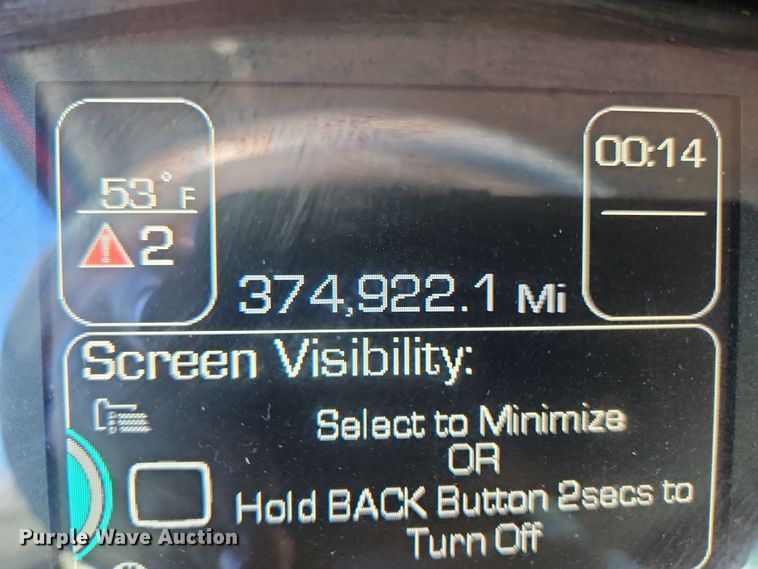 53°F
00:14
2
374,922.1 Mi
Screen Visibility:
Select to Minimize
OR
Hold BACK Button 2secs to
Turn Off
Purple Wave Auction